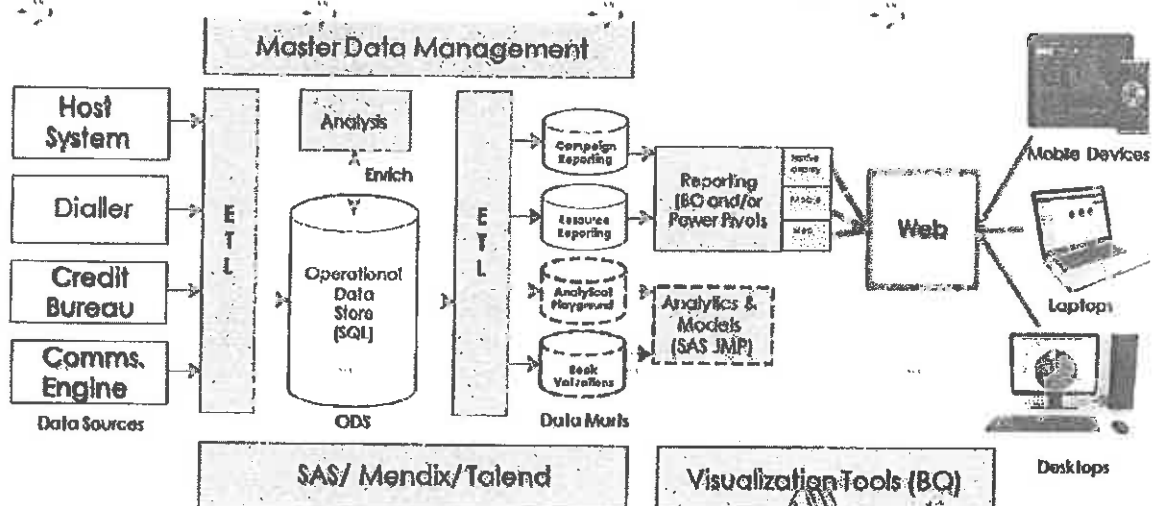 Master Data Management
Host
System
Dialler
Credit
Bureau
Comms.
Engine
Data Sources
E
T
L
Analysis
Enrich
Operational
Data
Store
(SQL)
ODS
E
T
L
Campaign
Reporting
Resource
Reporting
Analytical
Playground
Book
Valuations
Data Marts
Reporting
(BO and/or
Power Pivots
Mobile
Web
Analytics &
Models
(SAS JMP)
Web
Mobile Devices
Laptops
Desktops
SAS/ Mendix/Talend
Visualization Tools (BO)